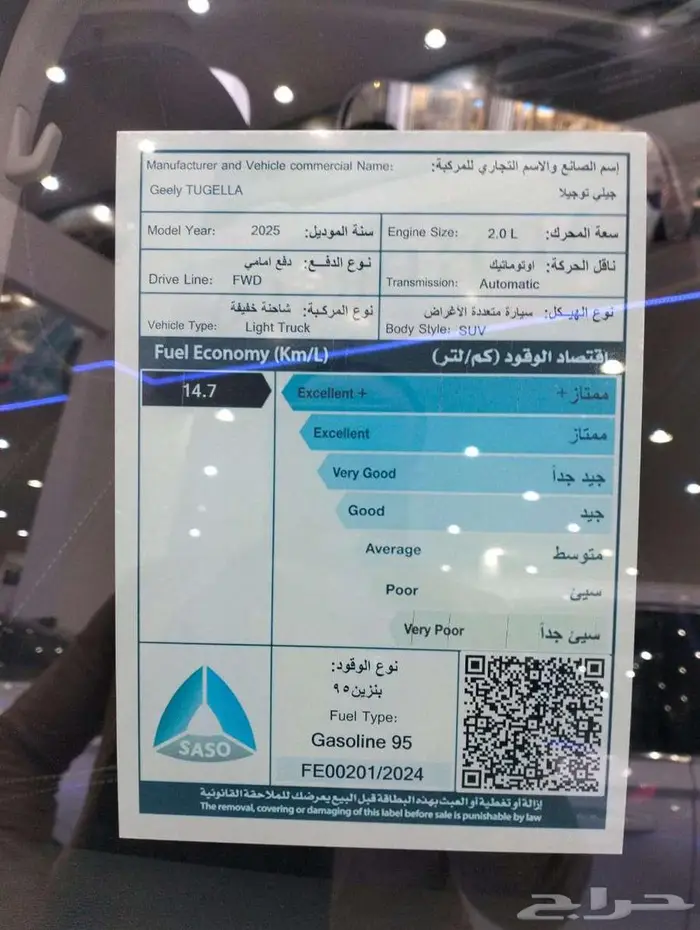 Manufacturer and Vehicle commercial Name: إسم الصانع والاسم التجاري للمركبة:
Geely TUGELLA جيلي توجيلا
Model Year: 2025 سنة الموديل:
Engine Size: 2.0 L سعة المحرك:
نوع الدفع: دفع امامي
Drive Line: FWD
ناقل الحركة: اوتوماتيك
Transmission: Automatic
نوع المركبة: شاحنة خفيفة
Vehicle Type: Light Truck
نوع الهيكل: سيارة متعددة الأغراض
Body Style: SUV
Fuel Economy (Km/L) إقتصاد الوقود (كم/لتر)
14.7
Excellent + ممتاز +
Excellent ممتاز
Very Good جيد جداً
Good جيد
Average متوسط
Poor سيئ
Very Poor سيئ جداً
SASO
نوع الوقود:
بنزين ٩٥
Fuel Type:
Gasoline 95
FE00201/2024
إزالة أو تغطية أو العبث بهذه البطاقة قبل البيع يعرضك للملاحقة القانونية
The removal, covering or damaging of this label before sale is punishable by law
حراج